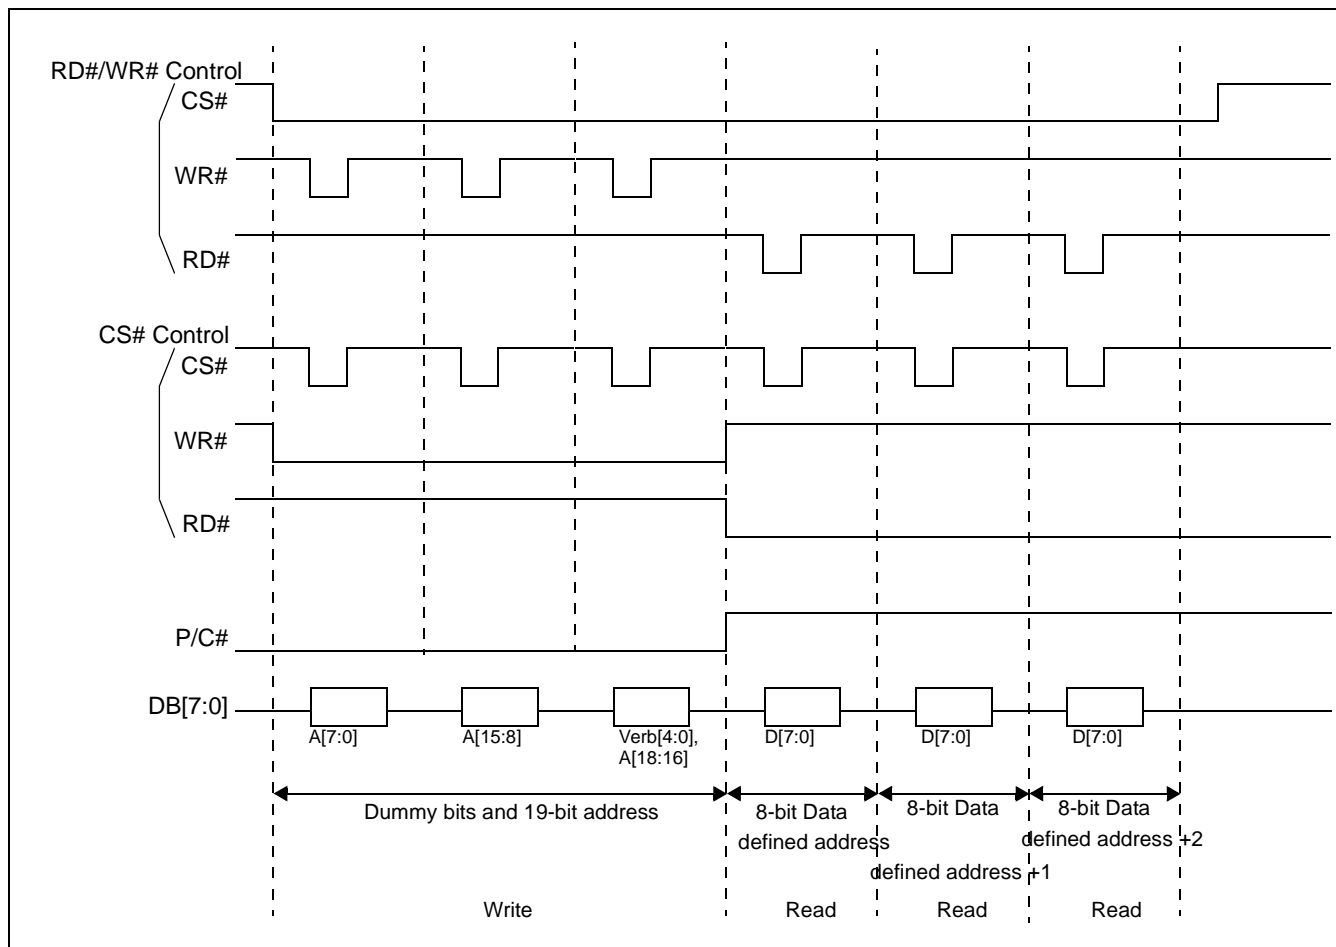 RD#/WR# Control
CS#
WR#
RD#
CS# Control
CS#
WR#
RD#
P/C#
DB[7:0]
A[7:0] A[15:8] Verb[4:0], D[7:0] D[7:0] D[7:0]
A[18:16]
Dummy bits and 19-bit address 8-bit Data 8-bit Data 8-bit Data
defined address defined address +2
defined address +1
Write Read Read Read